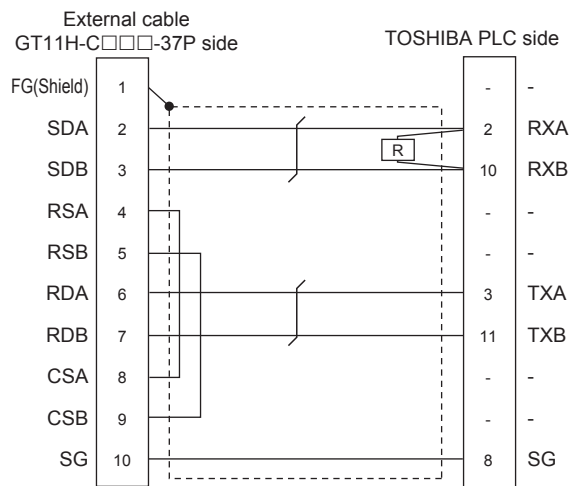 External cable
GT11H-C□□□-37P side
TOSHIBA PLC side
FG(Shield) 1 - -
SDA 2 2 RXA
R
SDB 3 10 RXB
RSA 4 - -
RSB 5 - -
RDA 6 3 TXA
RDB 7 11 TXB
CSA 8 - -
CSB 9 - -
SG 10 8 SG